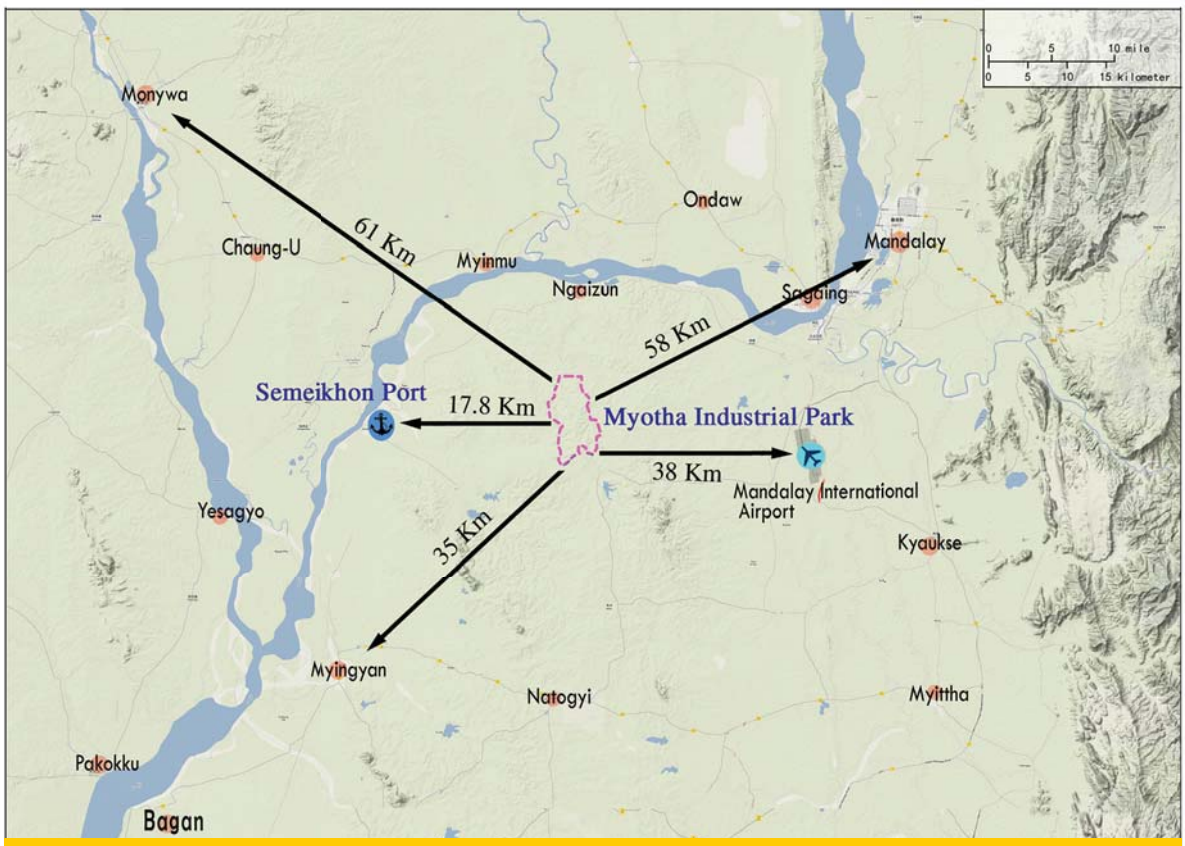 0 5 10 mile
0 5 10 15 kilometer
Monywa
Ondaw
61 Km
Chaung-U
Mandalay
Myinmu
Ngaizun
Sagaing
58 Km
Semeikhon Port
17.8 Km
Myotha Industrial Park
38 Km
Mandalay International
Airport
35 Km
Yesagyo
Kyaukse
Myingyan
Natogyi
Myittha
Pakokku
Bagan